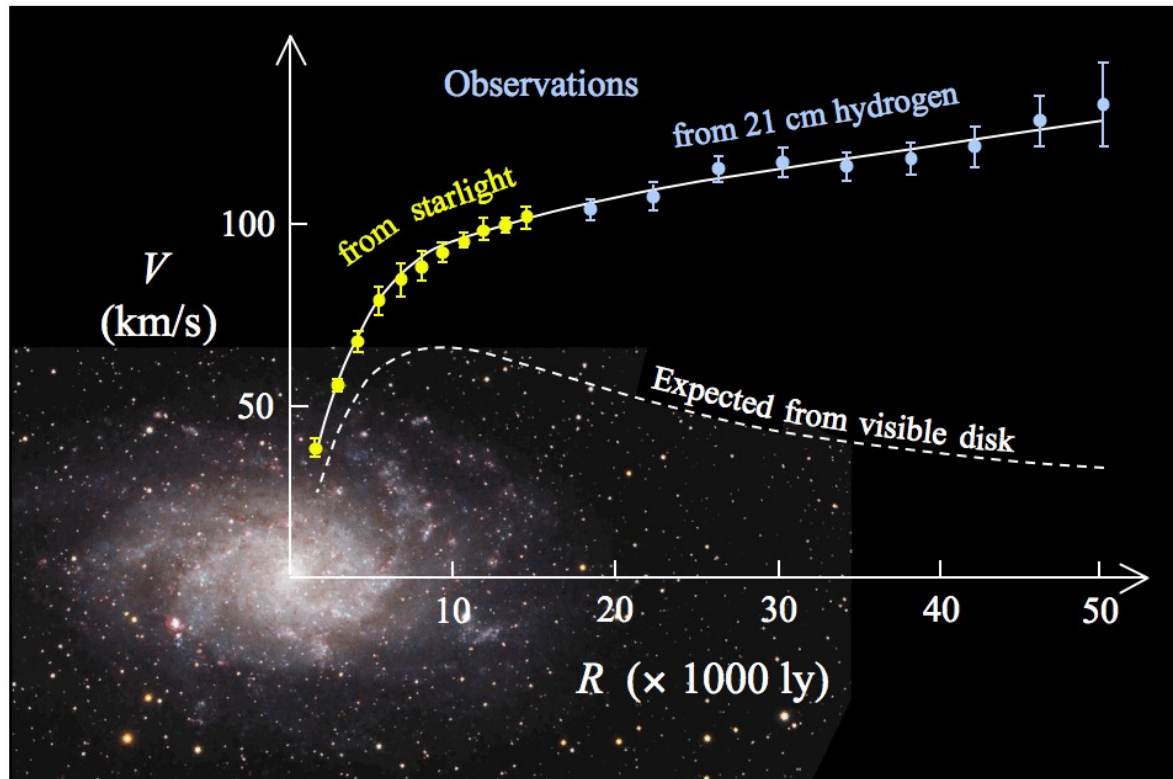 Observations
from 21 cm hydrogen
from starlight
100
V
(km/s)
50
Expected from visible disk
10 20 30 40 50
R (× 1000 ly)